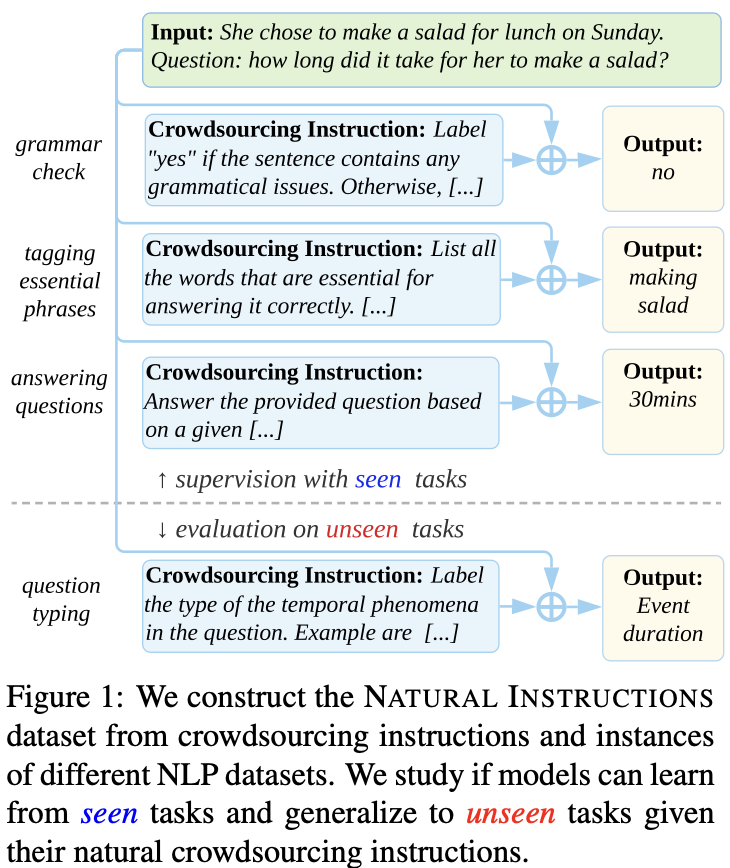 Input: She chose to make a salad for lunch on Sunday.
Question: how long did it take for her to make a salad?
grammar
check
Crowdsourcing Instruction: Label
"yes" if the sentence contains any
grammatical issues. Otherwise, [...]
Output:
no
tagging
essential
phrases
Crowdsourcing Instruction: List all
the words that are essential for
answering it correctly. [...]
Output:
making
salad
answering
questions
Crowdsourcing Instruction:
Answer the provided question based
on a given [...]
Output:
30mins
↑ supervision with seen tasks
↓ evaluation on unseen tasks
question
typing
Crowdsourcing Instruction: Label
the type of the temporal phenomena
in the question. Example are [...]
Output:
Event
duration
Figure 1: We construct the NATURAL INSTRUCTIONS
dataset from crowdsourcing instructions and instances
of different NLP datasets. We study if models can learn
from seen tasks and generalize to unseen tasks given
their natural crowdsourcing instructions.